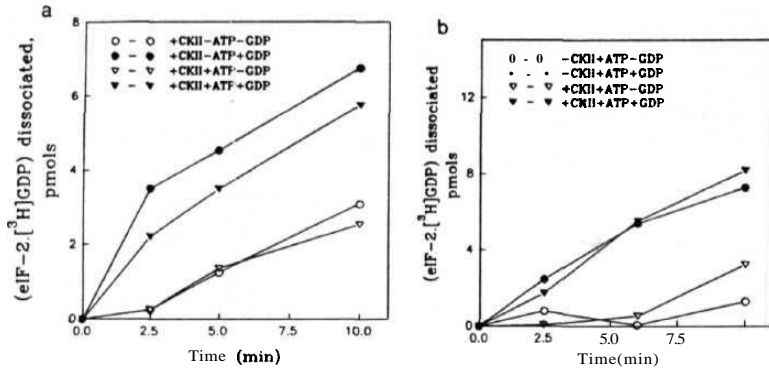 a
8
6
4
2
0
0.0
2.5
5.0
10.0
(eIF-2.[³H]GDP) dissociated,
pmols
Time (min)
○ – ○ +CKII-ATP-GDP
● – ● +CKII-ATP+GDP
▽ – ▽ +CKII+ATP-GDP
▼ – ▼ +CKII+ATP+GDP
b
12
8
4
0
0.0
2.5
5.0
7.5
(eIF-2.[³H]GDP) dissociated,
pmols
Time(min)
0 - 0 -CKII+ATP-GDP
• - • -CKII+ATP+GDP
▽ – ▽ +CKII+ATP-GDP
▼ – ▼ +CKII+ATP+GDP